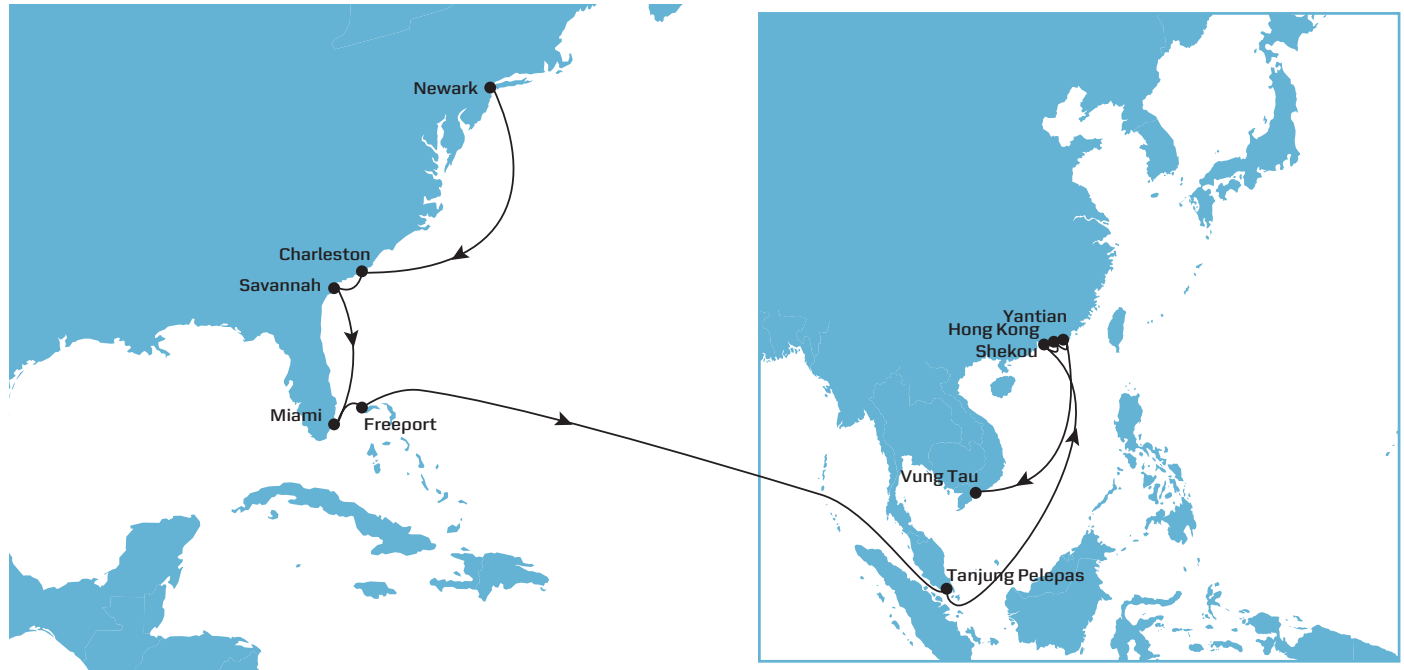 Newark
Charleston
Savannah
Miami
Freeport
Yantian
Hong Kong
Shekou
Vung Tau
Tanjung Pelepas